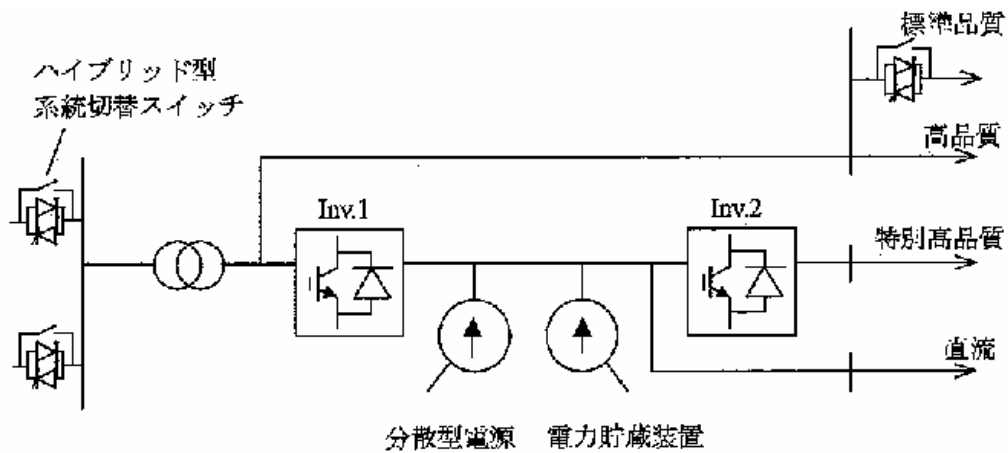 標準品質
ハイブリッド型
系統切替スイッチ
高品質
Inv.1
Inv.2
特別高品質
直流
分散型電源
電力貯蔵装置